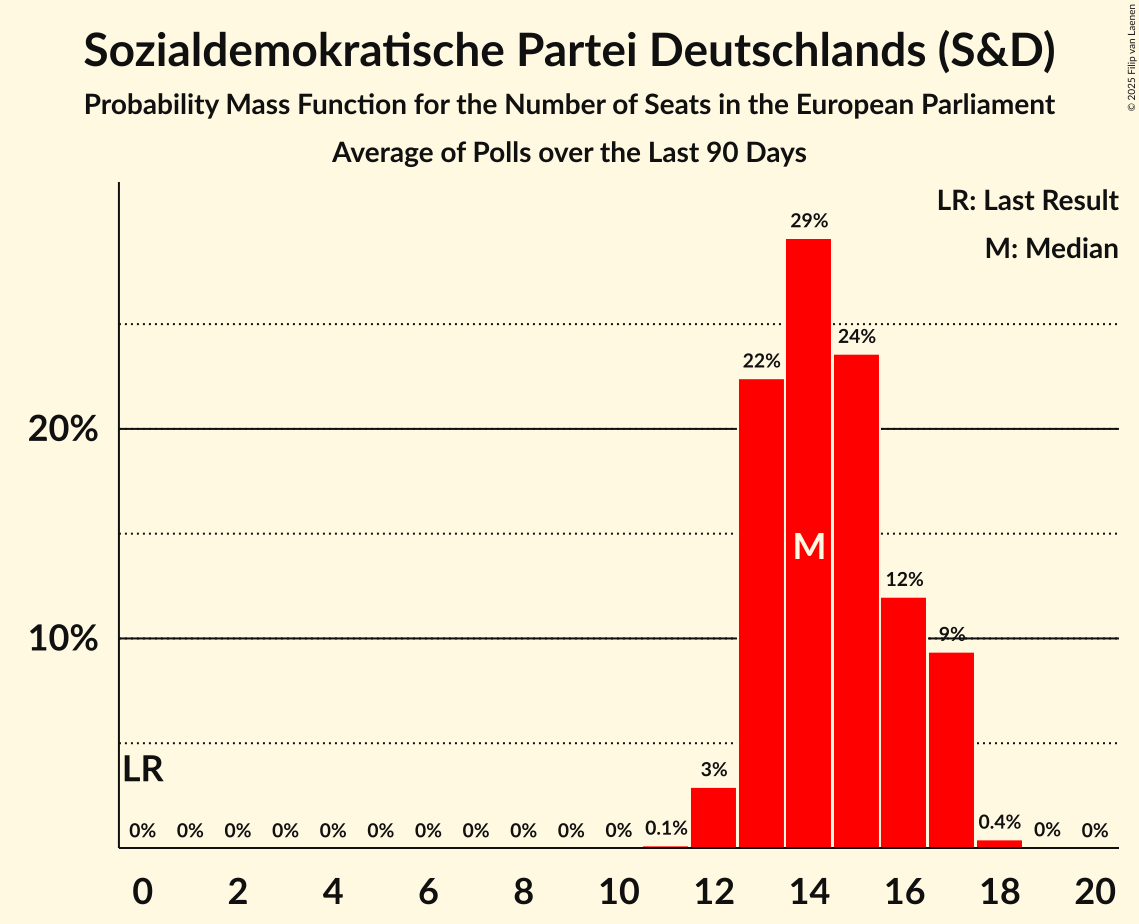 Sozialdemokratische Partei Deutschlands (S&D)
Probability Mass Function for the Number of Seats in the European Parliament
Average of Polls over the Last 90 Days
© 2025 Filip van Laenen
LR: Last Result
M: Median
29%
24%
22%
20%
M
12%
10%
9%
LR
3%
0% 0% 0% 0% 0% 0% 0% 0% 0% 0% 0% 0.1% 0.4% 0% 0%
0 2 4 6 8 10 12 14 16 18 20